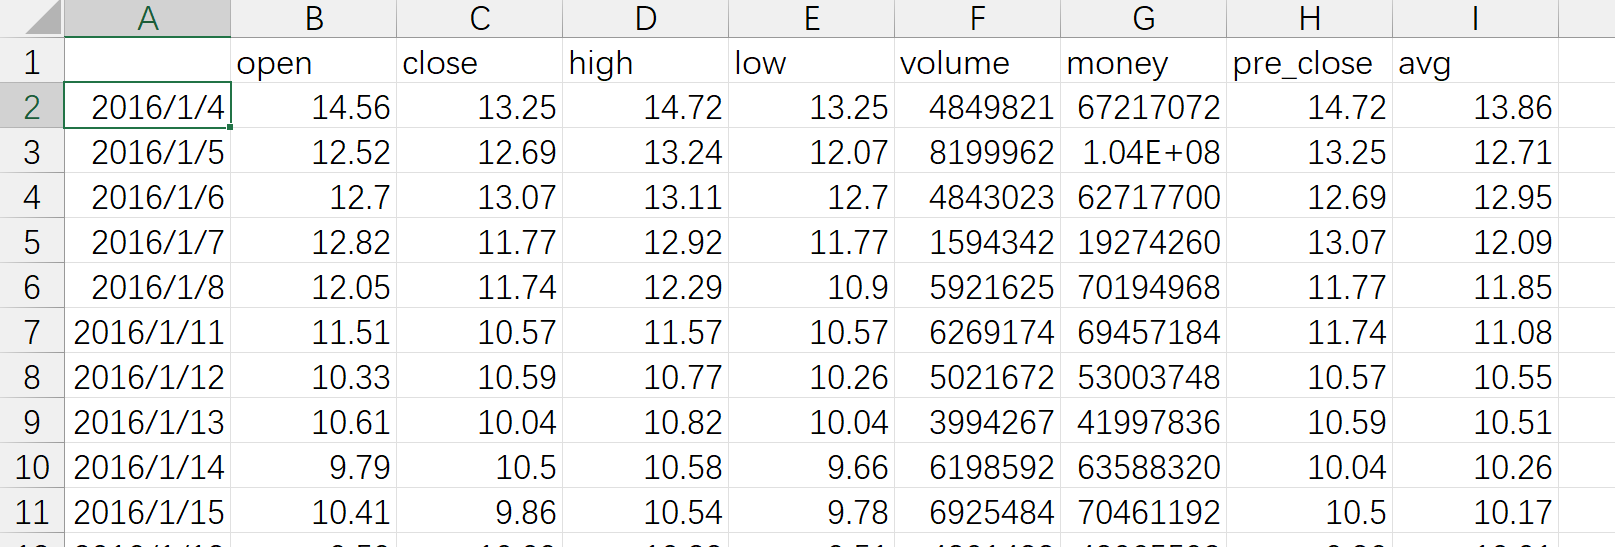 A B C D E F G H I
1 open close high low volume money pre_close avg
2 2016/1/4 14.56 13.25 14.72 13.25 4849821 67217072 14.72 13.86
3 2016/1/5 12.52 12.69 13.24 12.07 8199962 1.04E+08 13.25 12.71
4 2016/1/6 12.7 13.07 13.11 12.7 4843023 62717700 12.69 12.95
5 2016/1/7 12.82 11.77 12.92 11.77 1594342 19274260 13.07 12.09
6 2016/1/8 12.05 11.74 12.29 10.9 5921625 70194968 11.77 11.85
7 2016/1/11 11.51 10.57 11.57 10.57 6269174 69457184 11.74 11.08
8 2016/1/12 10.33 10.59 10.77 10.26 5021672 53003748 10.57 10.55
9 2016/1/13 10.61 10.04 10.82 10.04 3994267 41997836 10.59 10.51
10 2016/1/14 9.79 10.5 10.58 9.66 6198592 63588320 10.04 10.26
11 2016/1/15 10.41 9.86 10.54 9.78 6925484 70461192 10.5 10.17